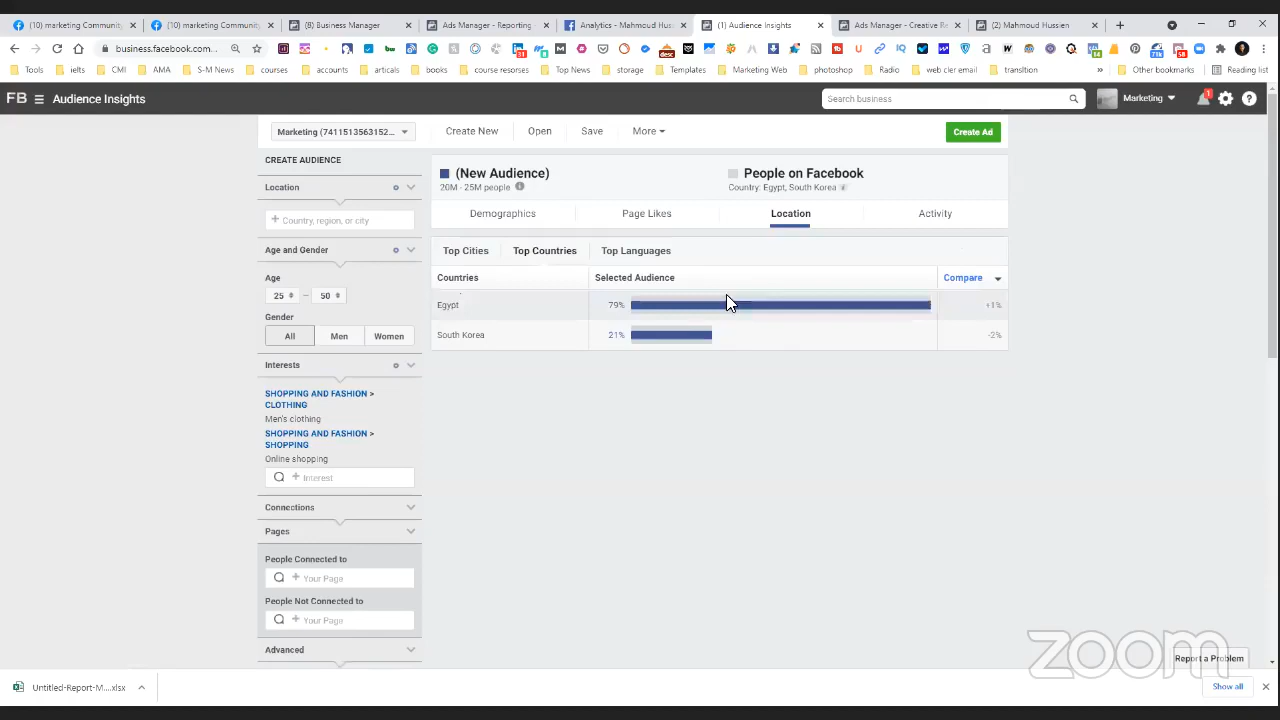 (10) marketing Communit
(10) marketing Communit
(8) Business Manager
Ads Manager - Reporting -
Analytics - Mahmoud Huss
(1) Audience Insights
Ads Manager - Creative Re
(2) Mahmoud Hussien
business.facebook.com...
Tools
ielts
CMI
AMA
S-M News
courses
accounts
articals
books
course resorses
Top News
storage
Templates
Marketing Web
photoshop
Radio
web cier email
transltion
»
Other bookmarks
Reading list
FB
Audience Insights
Search business
Marketing
1
Marketing (7411513563152...
Create New
Open
Save
More
Create Ad
CREATE AUDIENCE
Location
+ Country, region, or city
Age and Gender
Age
25 – 50
Gender
All
Men
Women
Interests
SHOPPING AND FASHION >
CLOTHING
Men's clothing
SHOPPING AND FASHION >
SHOPPING
Online shopping
+ Interest
Connections
Pages
People Connected to
+ Your Page
People Not Connected to
+ Your Page
Advanced
(New Audience)
20M - 25M people
People on Facebook
Country: Egypt, South Korea
Demographics
Page Likes
Location
Activity
Top Cities
Top Countries
Top Languages
Countries
Selected Audience
Compare
Egypt
79%
+1%
South Korea
21%
-2%
zoom
Report a Problem
Untitled-Report-M....xlsx
Show all